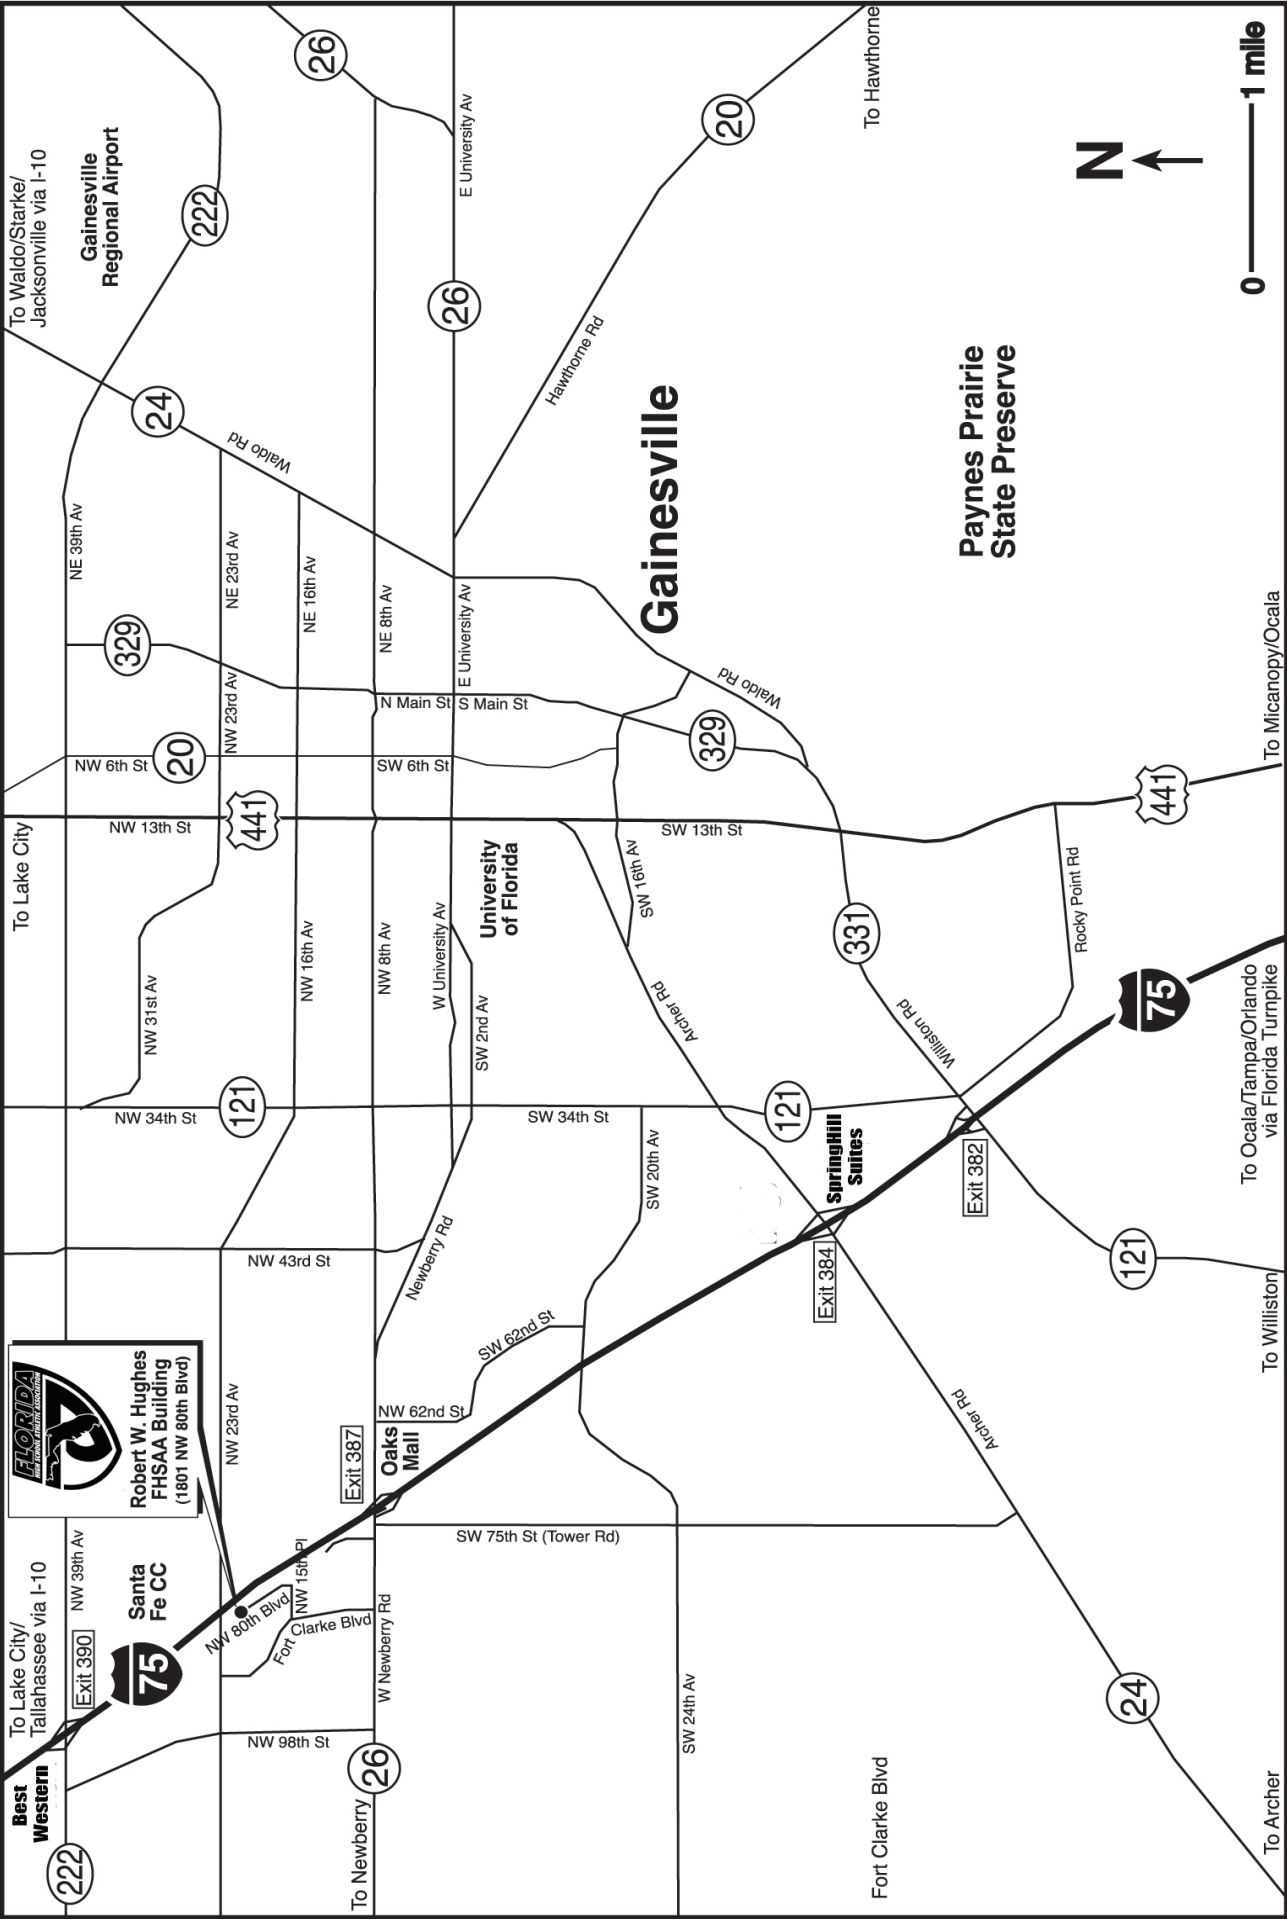 Best
Western
222
To Lake City/
Tallahassee via I-10
Exit 390
NW 39th Av
75
Santa
Fe CC
FLORIDA
HIGH SCHOOL ATHLETIC ASSOCIATION
Robert W. Hughes
FHSAA Building
(1801 NW 80th Blvd)
To Lake City
NW 34th St
121
NW 31st Av
NW 43rd St
NW 23rd Av
NW 13th St
441
NW 6th St
20
NW 23rd Av
329
NE 39th Av
NE 23rd Av
To Waldo/Starke/
Jacksonville via I-10
24
Waldo Rd
Gainesville
Regional Airport
222
26
NW 98th St
NW 80th Blvd
Fort
Clarke Blvd
NW 15th Pl
NW 16th Av
NE 16th Av
To Newberry
26
W Newberry Rd
Exit 387
Oaks
Mall
NW 62nd St
Newberry Rd
NW 8th Av
SW 6th St
N Main St
NE 8th Av
W University Av
SW 2nd Av
University
of Florida
S Main St
E University Av
26
E University Av
SW 75th St (Tower Rd)
SW 62nd St
SW 34th St
SW 20th Av
Archer Rd
SW 16th Av
SW 13th St
329
Waldo Rd
Gainesville
Hawthorne Rd
20
To Hawthorne
SW 24th Av
Exit 384
SpringHill
Suites
121
331
Williston Rd
Exit 382
Rocky Point Rd
75
441
Paynes Prairie
State Preserve
N
Fort Clarke Blvd
24
Archer Rd
121
To Archer
To Williston
To Ocala/Tampa/Orlando
via Florida Turnpike
To Micanopy/Ocala
0
1 mile